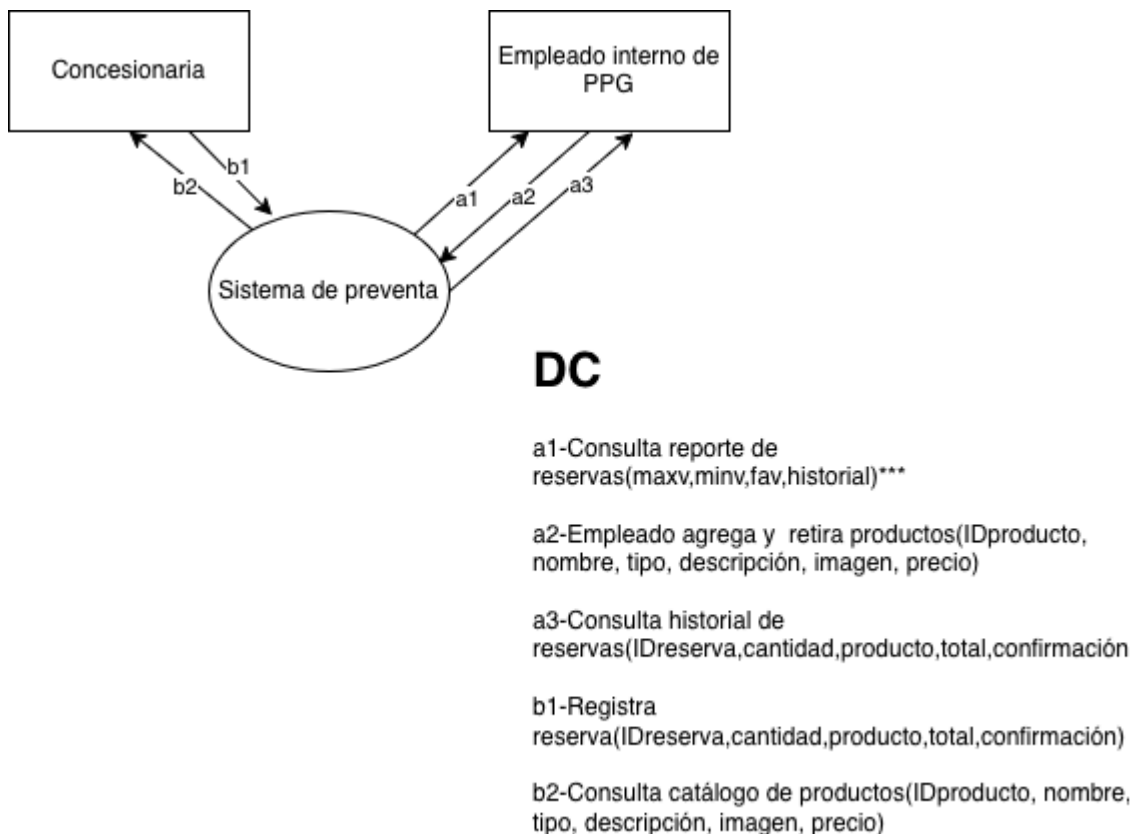 Concesionaria
Empleado interno de
PPG
b1
b2
a1
a2
a3
Sistema de preventa
DC
a1-Consulta reporte de
reservas(maxv,minv,fav,historial)***
a2-Empleado agrega y  retira productos(IDproducto,
nombre, tipo, descripción, imagen, precio)
a3-Consulta historial de
reservas(IDreserva,cantidad,producto,total,confirmación
b1-Registra
reserva(IDreserva,cantidad,producto,total,confirmación)
b2-Consulta catálogo de productos(IDproducto, nombre,
tipo, descripción, imagen, precio)